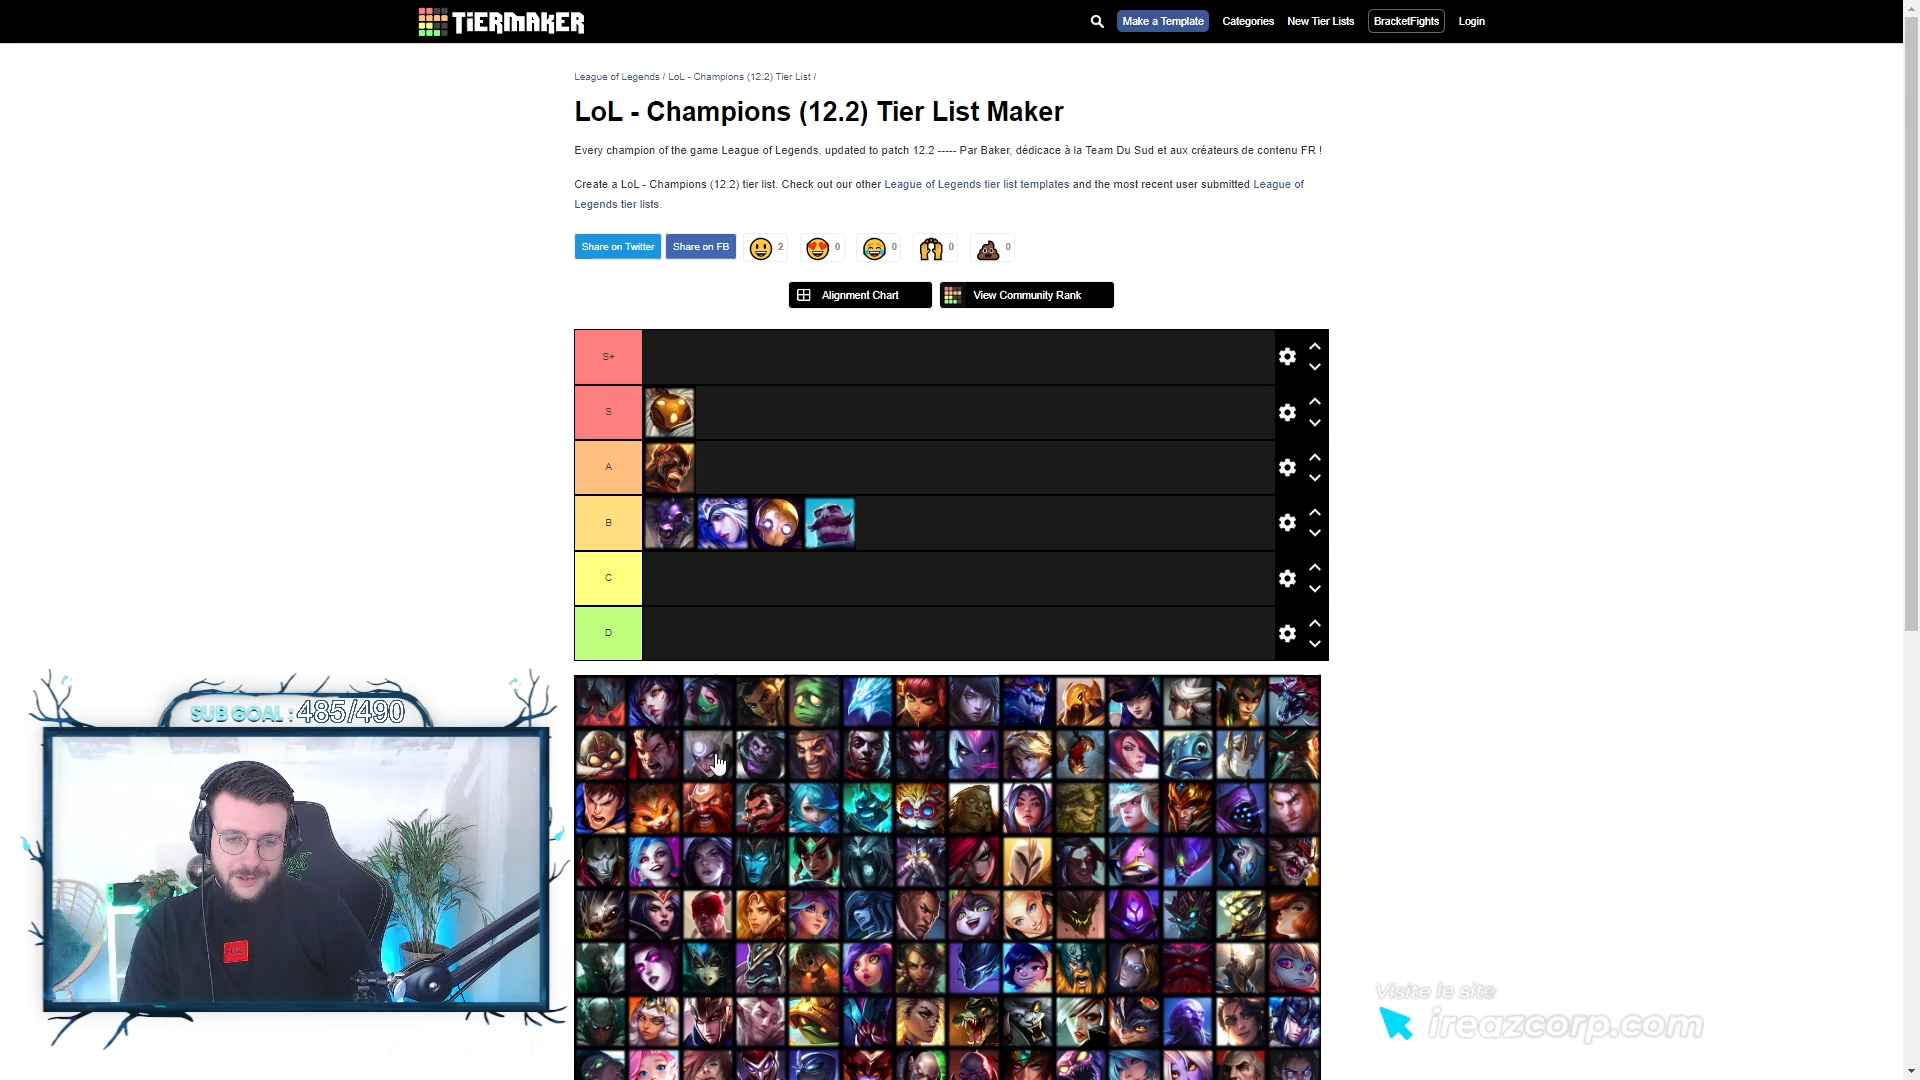 TiERMAKER
Make a Template
Categories
New Tier Lists
BracketFights
Login
League of Legends / LoL - Champions (12.2) Tier List /
LoL - Champions (12.2) Tier List Maker
Every champion of the game League of Legends, updated to patch 12.2 ----- Par Baker, dédicace à la Team Du Sud et aux créateurs de contenu FR !
Create a LoL - Champions (12.2) tier list. Check out our other League of Legends tier list templates and the most recent user submitted League of
Legends tier lists.
Share on Twitter
Share on FB
2
0
0
0
0
Alignment Chart
View Community Rank
S+
S
A
B
C
D
SUB GOAL : 485/490
Visite le site
ireazcorp.com